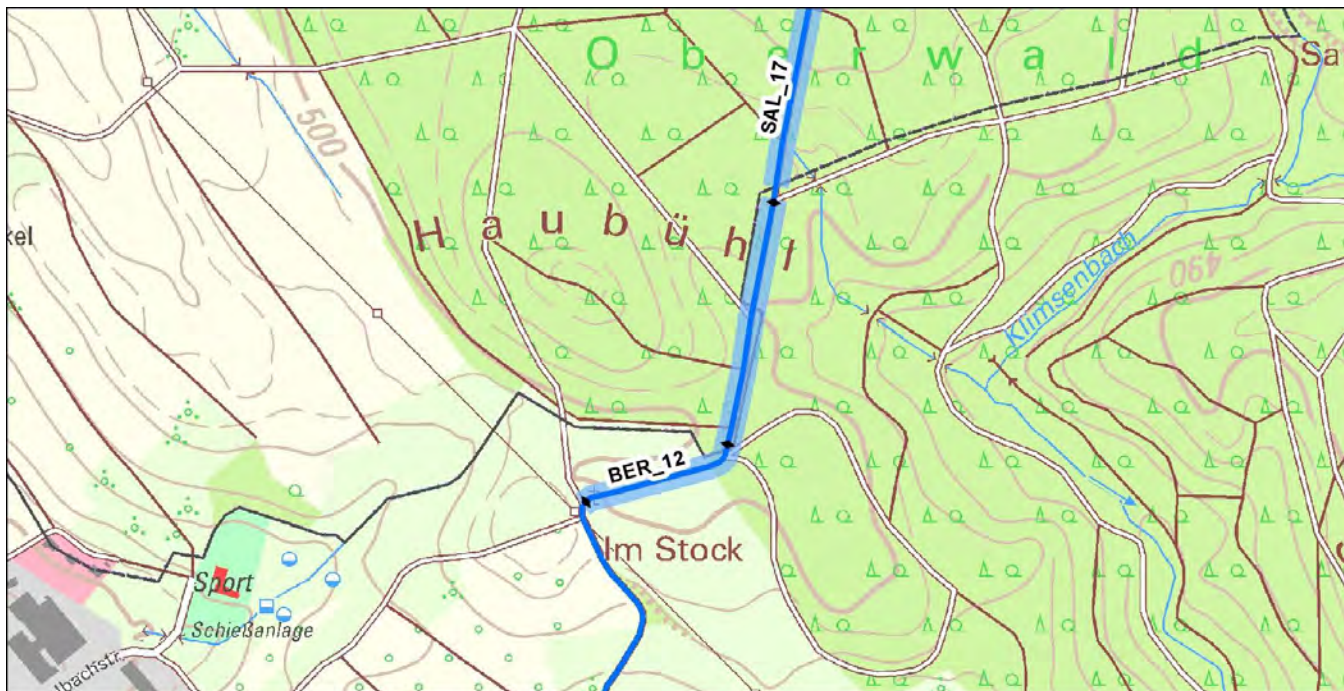 Oberwald
Sa
SAL_17
500
Haubühl
kel
Klimsenbach
490
BER_12
Im Stock
Sport
Schießanlage
lbachstr